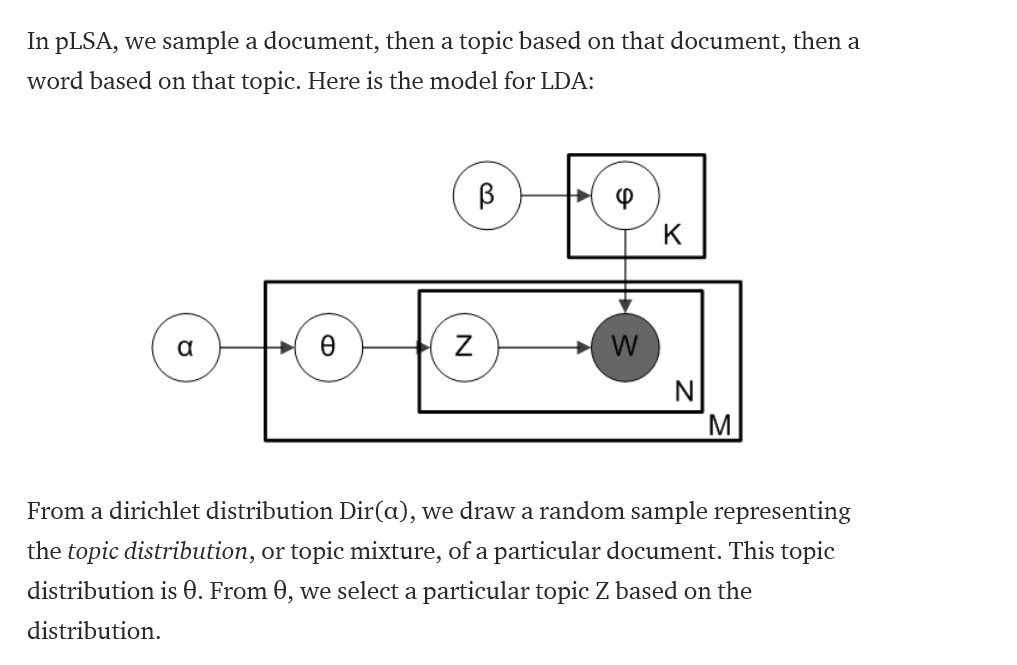 In pLSA, we sample a document, then a topic based on that document, then a
word based on that topic. Here is the model for LDA:
β
φ
K
α
θ
Z
W
N
M
From a dirichlet distribution Dir(α), we draw a random sample representing
the topic distribution, or topic mixture, of a particular document. This topic
distribution is θ. From θ, we select a particular topic Z based on the
distribution.